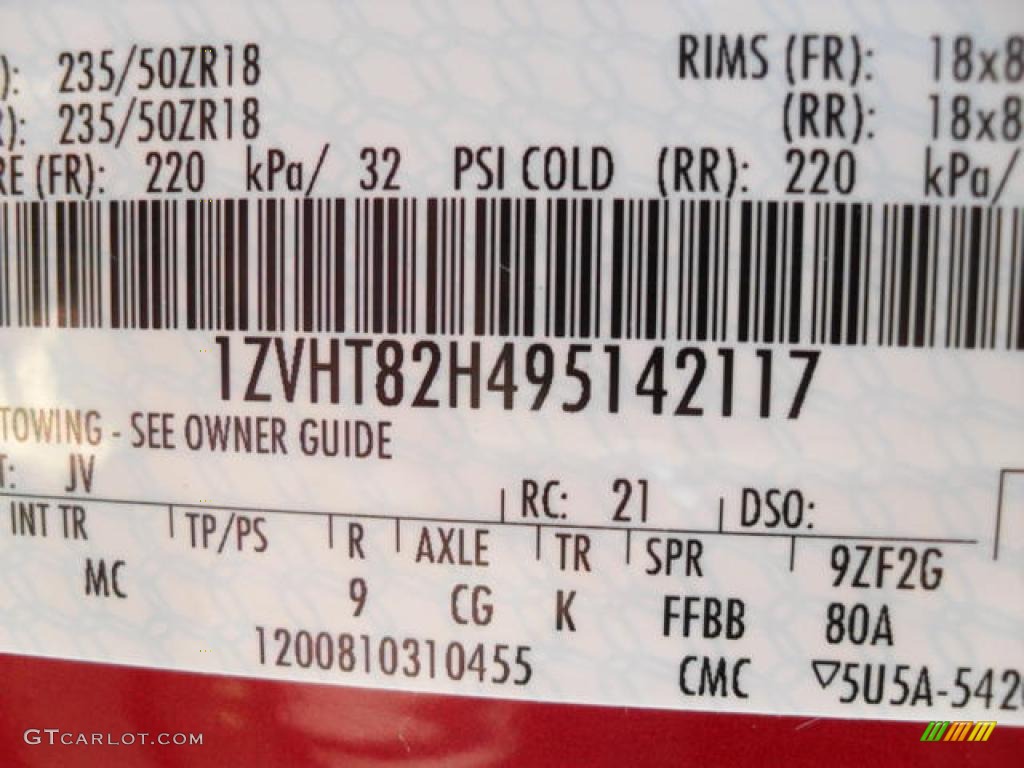 ): 235/50ZR18 RIMS (FR): 18x8
): 235/50ZR18 (RR): 18x8
RE (FR): 220 kPa/ 32 PSI COLD (RR): 220 kPa/
1ZVHT82H495142117
TOWING - SEE OWNER GUIDE
T: JV RC: 21 DSO:
INT TR TP/PS R AXLE TR SPR 9ZF2G
MC 9 CG K FFBB 80A
1200810310455 CMC ▽5U5A-542
GTCARLOT.COM